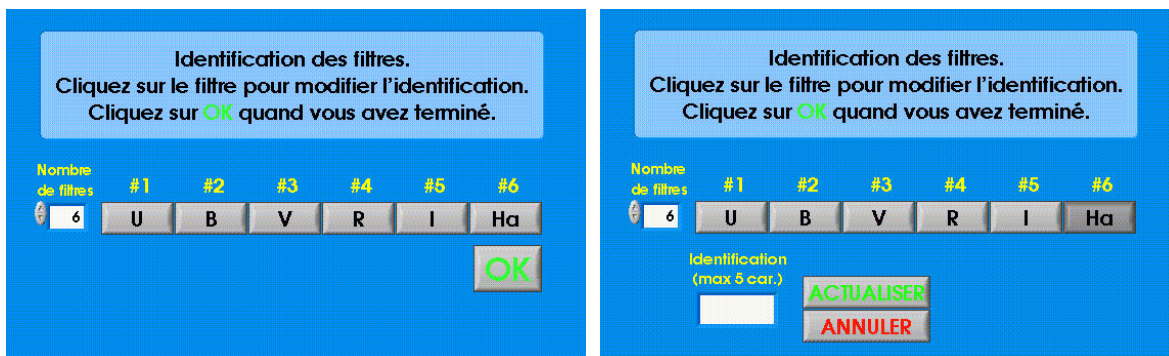 Identification des filtres.
Cliquez sur le filtre pour modifier l'identification.
Cliquez sur OK quand vous avez terminé.
Nombre
de filtres
#1 #2 #3 #4 #5 #6
6 U B V R I Ha
OK
Identification des filtres.
Cliquez sur le filtre pour modifier l'identification.
Cliquez sur OK quand vous avez terminé.
Nombre
de filtres
#1 #2 #3 #4 #5 #6
6 U B V R I Ha
Identification
(max 5 car.)
ACTUALISER
ANNULER